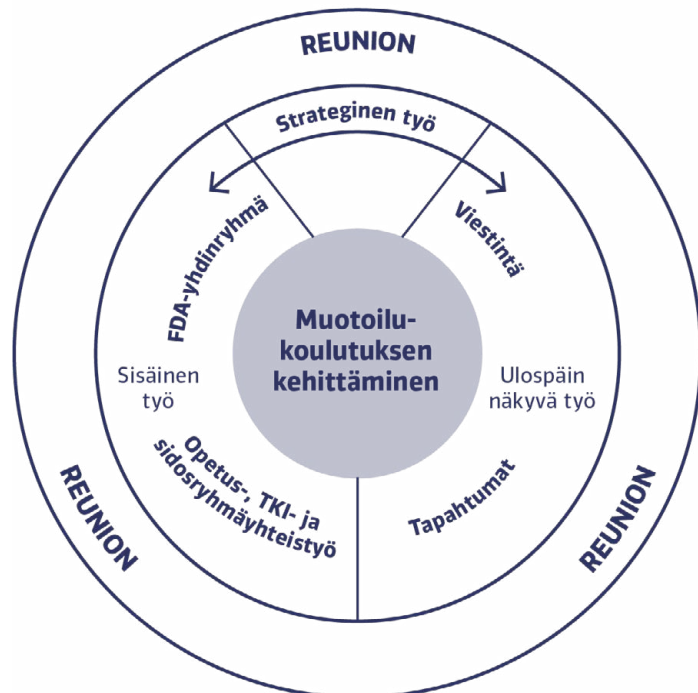 REUNION
Strateginen työ
FDA-yhdinryhmä
Viestintä
Muotoilu-
koulutuksen
kehittäminen
Sisäinen
työ
Ulospäin
näkyvä työ
Opetus-, TKI- ja
sidosryhmäyhteistyö
Tapahtumat
REUNION
REUNION